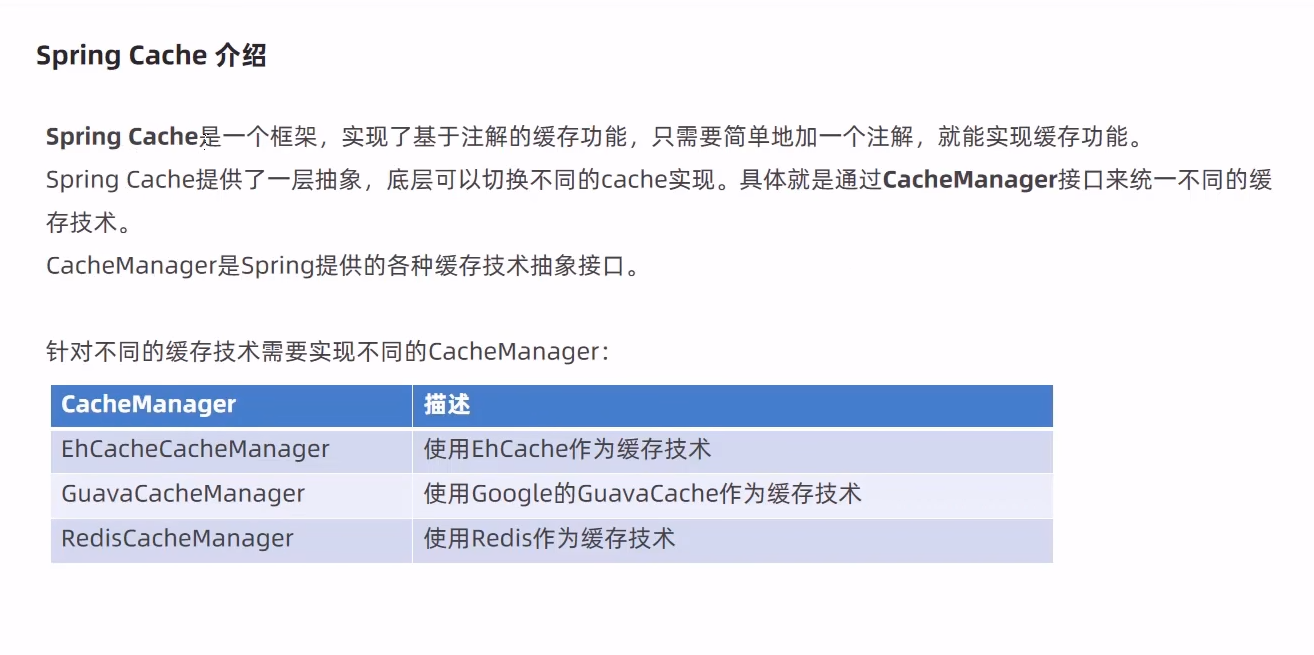 Spring Cache 介绍
Spring Cache是一个框架，实现了基于注解的缓存功能，只需要简单地加一个注解，就能实现缓存功能。
Spring Cache提供了一层抽象，底层可以切换不同的cache实现。具体就是通过CacheManager接口来统一不同的缓
存技术。
CacheManager是Spring提供的各种缓存技术抽象接口。
针对不同的缓存技术需要实现不同的CacheManager：
CacheManager 描述
EhCacheCacheManager 使用EhCache作为缓存技术
GuavaCacheManager 使用Google的GuavaCache作为缓存技术
RedisCacheManager 使用Redis作为缓存技术